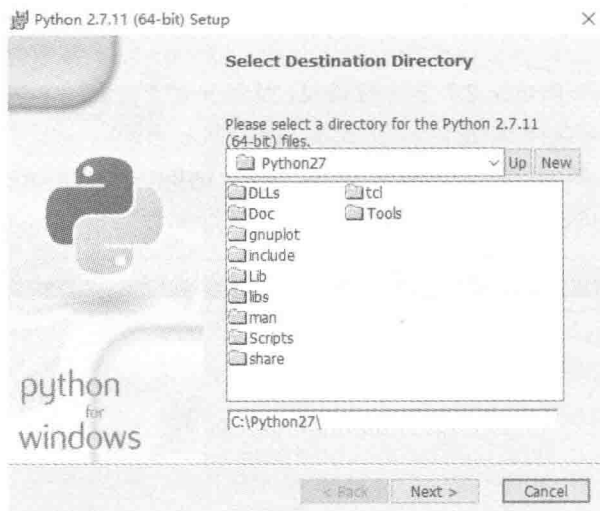 Python 2.7.11 (64-bit) Setup
Select Destination Directory
Please select a directory for the Python 2.7.11
(64-bit) files.
Python27
Up
New
DLLs
tcl
Doc
Tools
gnuplot
include
Lib
libs
man
Scripts
share
C:\Python27\
python
for
windows
< Back
Next >
Cancel